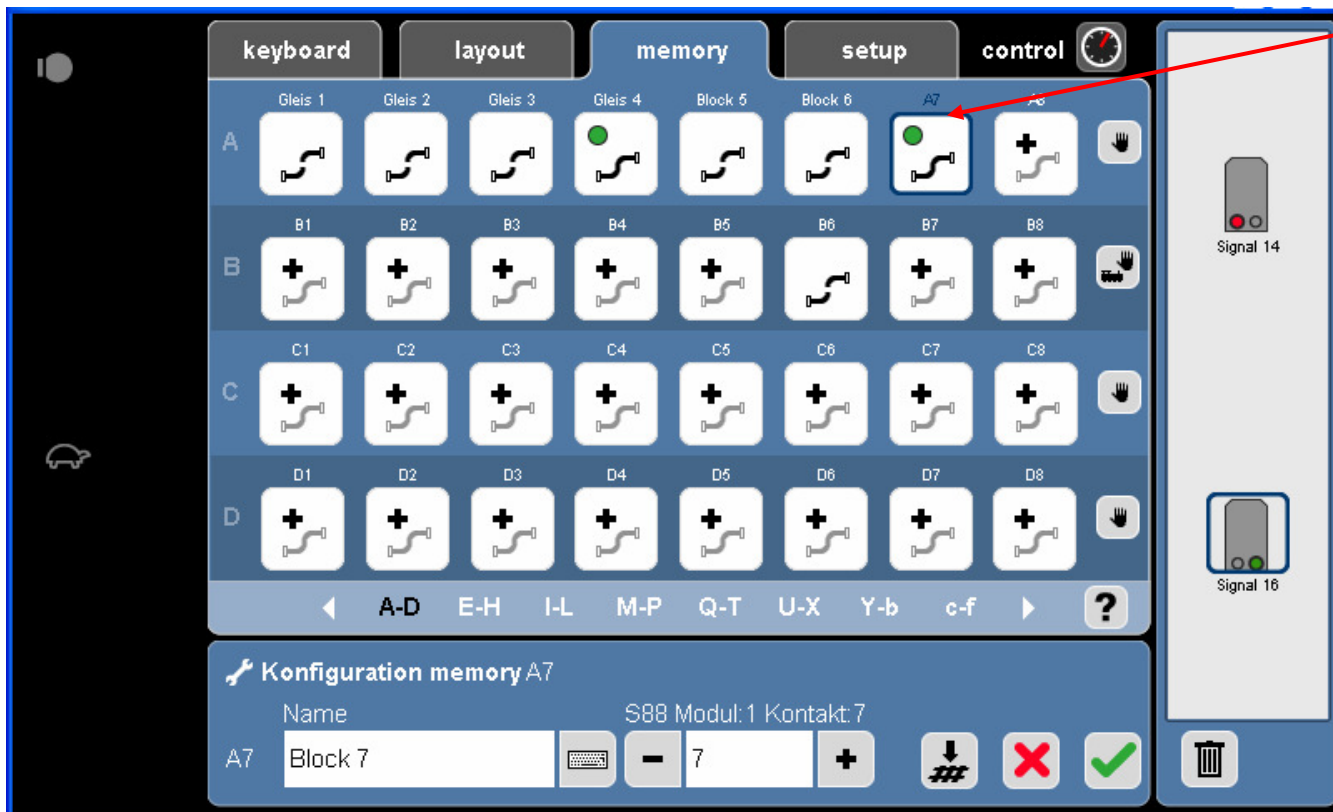 keyboard layout memory setup control
Gleis 1 Gleis 2 Gleis 3 Gleis 4 Block 5 Block 6 A7 A8
A
B1 B2 B3 B4 B5 B6 B7 B8
B
C1 C2 C3 C4 C5 C6 C7 C8
C
D1 D2 D3 D4 D5 D6 D7 D8
D
A-D E-H I-L M-P Q-T U-X Y-b c-f ?
Konfiguration memory A7
Name S88 Modul:1 Kontakt:7
A7 Block 7 7
Signal 14
Signal 16